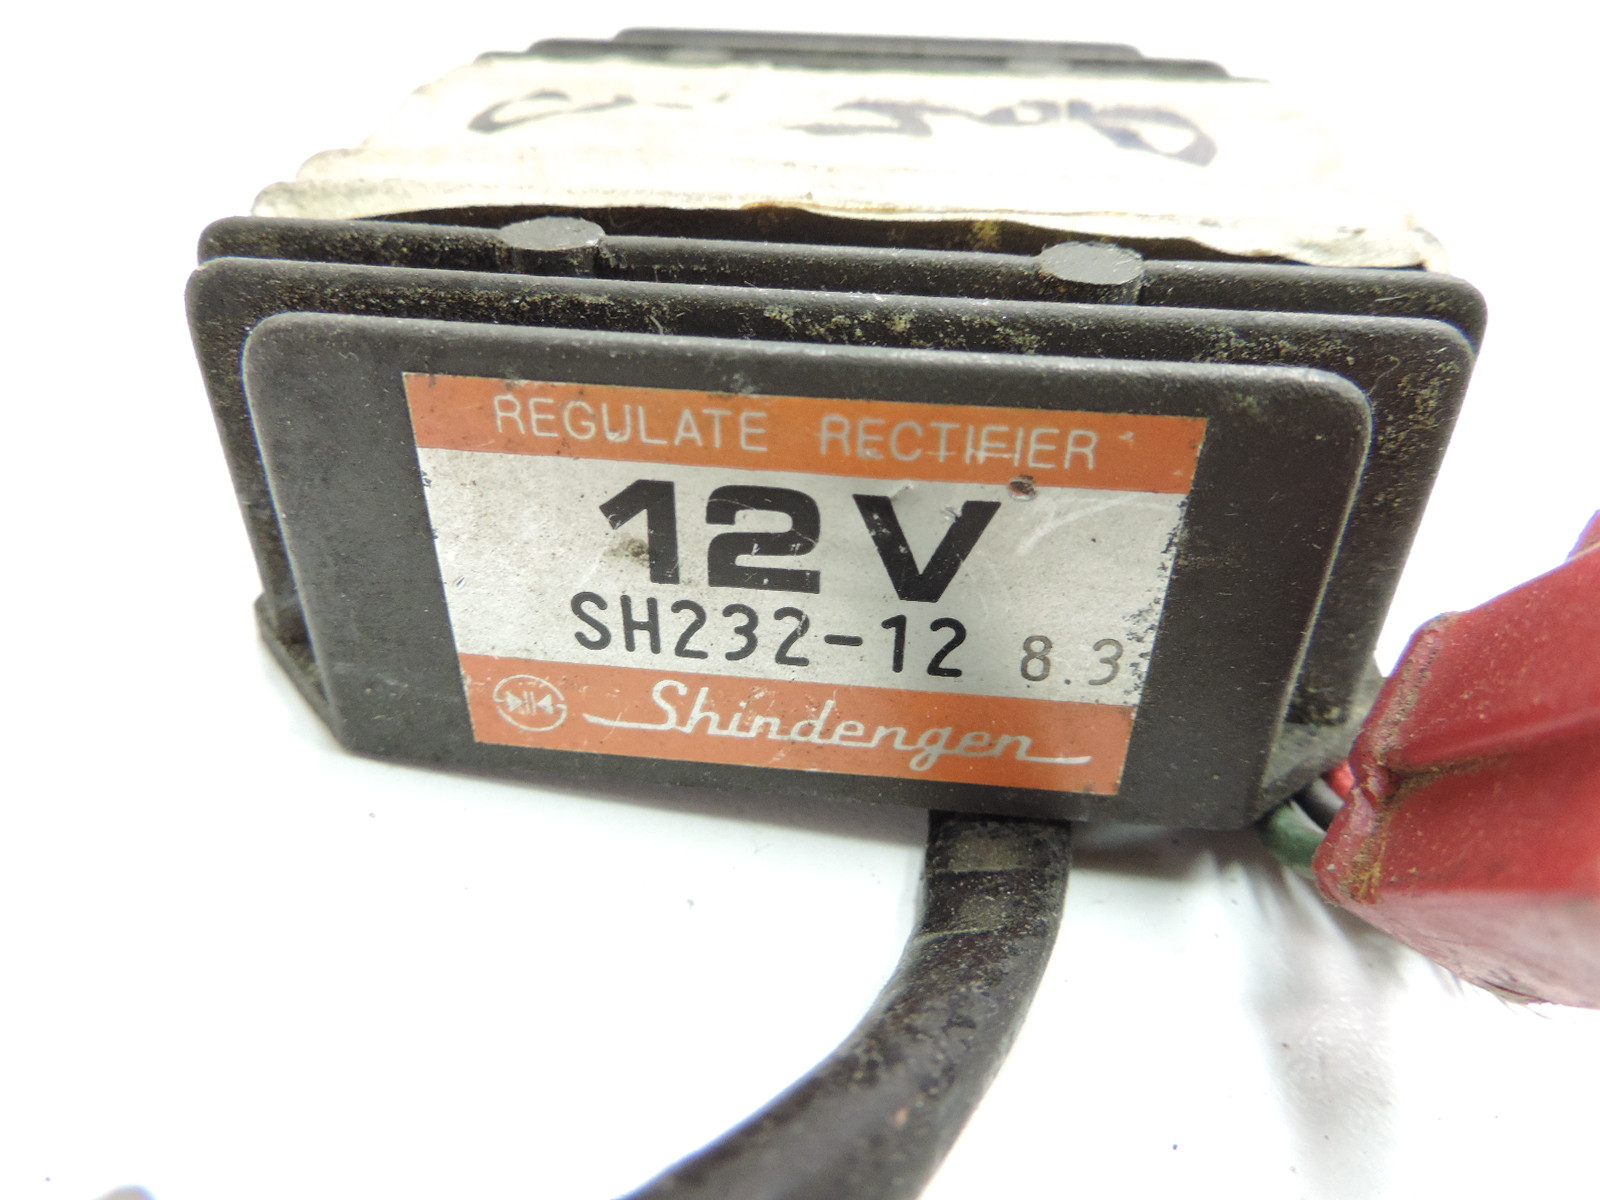 REGULATE RECTIFIER
12V
SH232-12 8.3
Shindengen